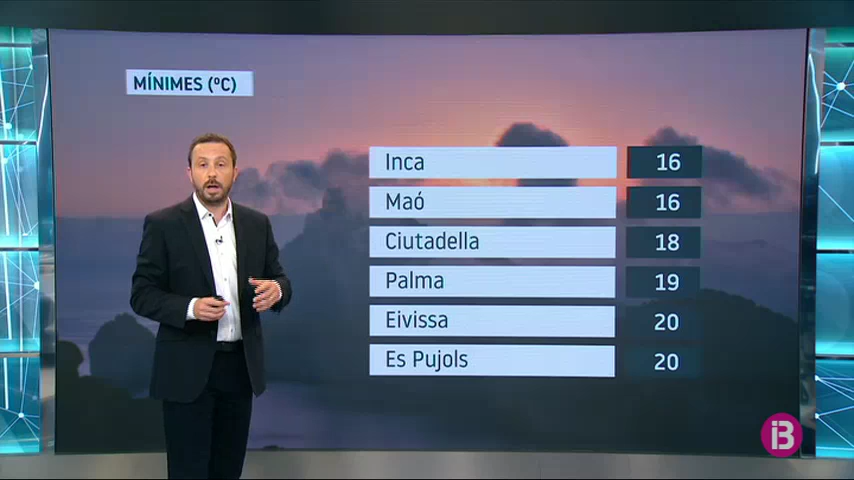 MÍNIMES (ºC)
Inca 16
Maó 16
Ciutadella 18
Palma 19
Eivissa 20
Es Pujols 20
IB